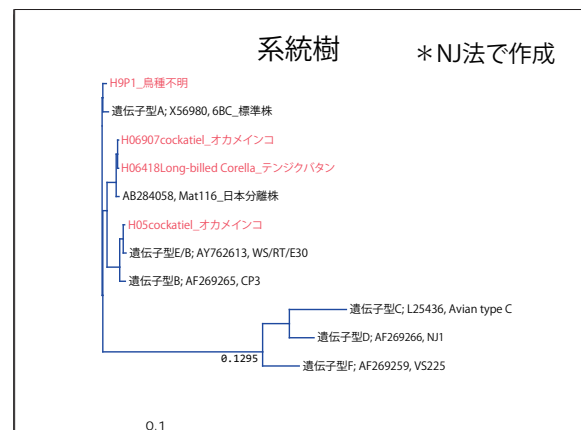 系統樹
＊NJ法で作成
H9P1_鳥種不明
遺伝子型A; X56980, 6BC_標準株
H06907cockatiel_オカメインコ
H06418Long-billed Corella_テンジクバタン
AB284058, Mat116_日本分離株
H05cockatiel_オカメインコ
遺伝子型E/B; AY762613, WS/RT/E30
遺伝子型B; AF269265, CP3
遺伝子型C; L25436, Avian type C
遺伝子型D; AF269266, NJ1
0.1295
遺伝子型F; AF269259, VS225
0.1